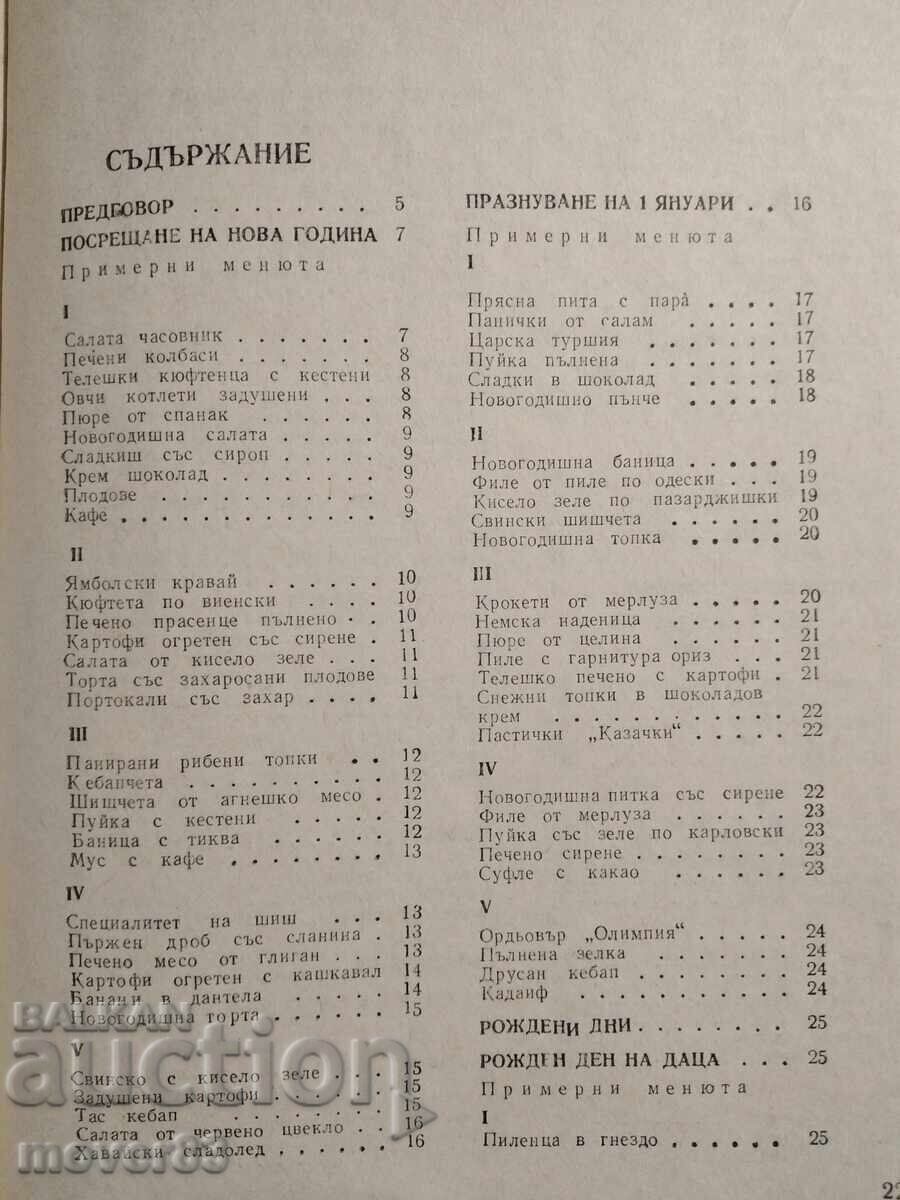 СЪДЪРЖАНИЕ
ПРЕДГОВОР . . . . . . . . . 5
ПОСРЕЩАНЕ НА НОВА ГОДИНА 7
Примерни менюта
I
Салата часовник . . . . . . . 7
Печени колбаси . . . . . . . 8
Телешки кюфтенца с кестени 8
Овчи котлети задушени . . . 8
Пюре от спанак . . . . . . 8
Новогодишна салата . . . . . 9
Сладкиш със сироп . . . . . 9
Крем шоколад . . . . . . . . 9
Плодове . . . . . . . . . . . 9
Кафе . . . . . . . . . . . . . 9
II
Ямболски кравай . . . . . . 10
Кюфтета по виенски . . . . 10
Печено прасенце пълнено . . 10
Картофи огретен със сирене . 11
Салата от кисело зеле . . . 11
Торта със захаросани плодове 11
Портокали със захар . . . . 11
III
Панирани рибени топки . . 12
Кебапчета . . . . . . . . . . 12
Шишчета от агнешко месо . 12
Пуйка с кестени . . . . . 12
Баница с тиква . . . . . . 12
Мус с кафе . . . . . . . . 13
IV
Специалитет на шиш . . . 13
Пържен дроб със сланина . 13
Печено месо от глиган . . . 13
Картофи огретен с кашкавал 14
Банани в дантела . . . . . 14
Новогодишна торта . . . . . . 15
V
Свинско с кисело зеле . . . 15
Задушени картофи . . . . . . 15
Тас кебап . . . . . . . . 15
Салата от червено цвекло . . 16
Хавайски сладолед . . . . . . 16
ПРАЗНУВАНЕ НА 1 ЯНУАРИ . . 16
Примерни менюта
I
Прясна пита с пара̀ . . . . 17
Панички от салам . . . . . 17
Царска туршия . . . . . . . 17
Пуйка пълнена . . . . . . . 17
Сладки в шоколад . . . . . 18
Новогодишно пънче . . . . . 18
II
Новогодишна баница . . . . . 19
Филе от пиле по одески . . . 19
Кисело зеле по пазарджишки 19
Свински шишчета . . . . . . 20
Новогодишна топка . . . . . 20
III
Крокети от мерлуза . . . . . 20
Немска наденица . . . . . . 21
Пюре от целина . . . . . . 21
Пиле с гарнитура ориз . . . 21
Телешко печено с картофи . 21
Снежни топки в шоколадов
крем . . . . . . . . . . . . 22
Пастички „Казачки“ . . . . . 22
IV
Новогодишна питка със сирене 22
Филе от мерлуза . . . . . . 23
Пуйка със зеле по карловски 23
Печено сирене . . . . . . . . 23
Суфле с какао . . . . . . 23
V
Ордьовър „Олимпия“ . . . . . 24
Пълнена зелка . . . . . . . 24
Друсан кебап . . . . . . . . 24
Кадаиф . . . . . . . . . . . 24
РОЖДЕНИ ДНИ . . . . . . . . 25
РОЖДЕН ДЕН НА ДАЦА . . . 25
Примерни менюта
I
Пиленца в гнездо . . . . . . 25
BALKAN
auction
mover89